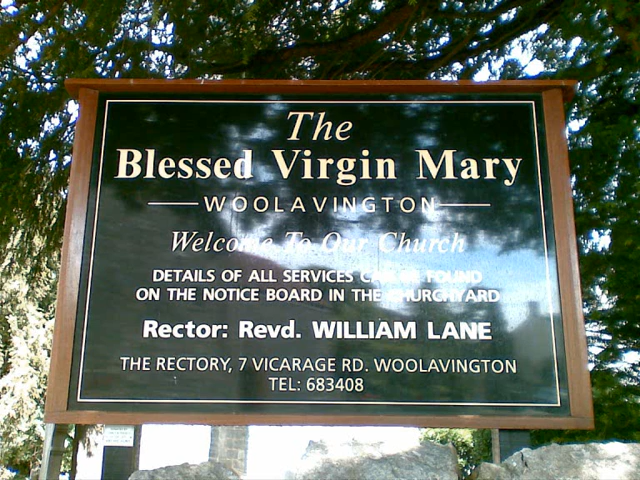 The
Blessed Virgin Mary
WOOLAVINGTON
Welcome To Our Church
DETAILS OF ALL SERVICES CAN BE FOUND
ON THE NOTICE BOARD IN THE CHURCHYARD
Rector: Revd. WILLIAM LANE
THE RECTORY, 7 VICARAGE RD. WOOLAVINGTON
TEL: 683408